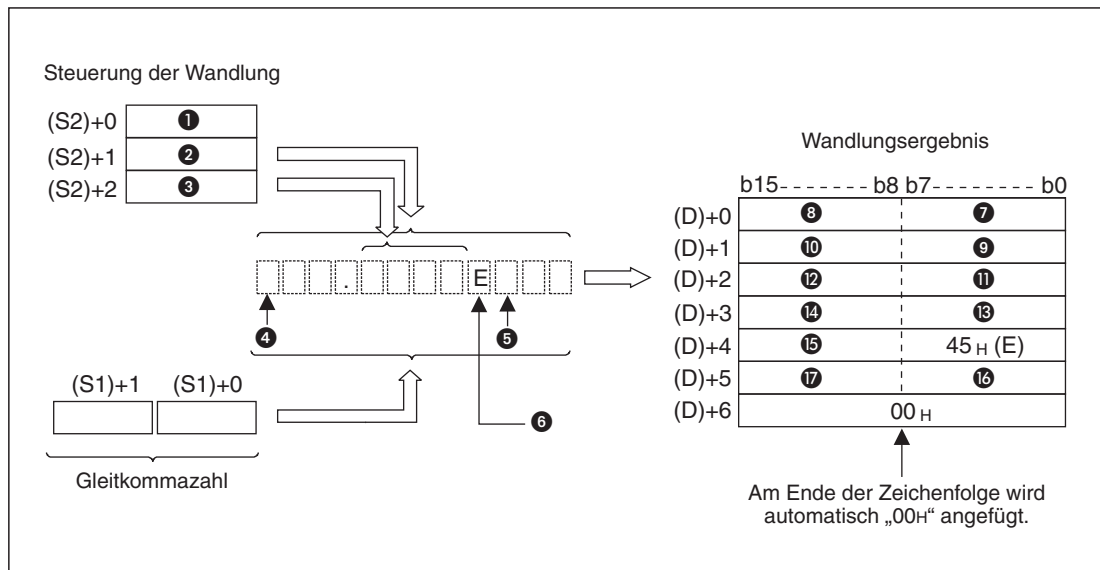 Steuerung der Wandlung
(S2)+0 ❶
(S2)+1 ❷
(S2)+2 ❸
. E
❹ ❺
❻
(S1)+1 (S1)+0
Gleitkommazahl
Wandlungsergebnis
b15------- b8 b7------- b0
(D)+0 ❽ ❼
(D)+1 ❿ ❾
(D)+2 ⓬ ⓫
(D)+3 ⓮ ⓭
(D)+4 ⓯ 45H (E)
(D)+5 ⓱ ⓰
(D)+6 00H
Am Ende der Zeichenfolge wird
automatisch „00H“ angefügt.